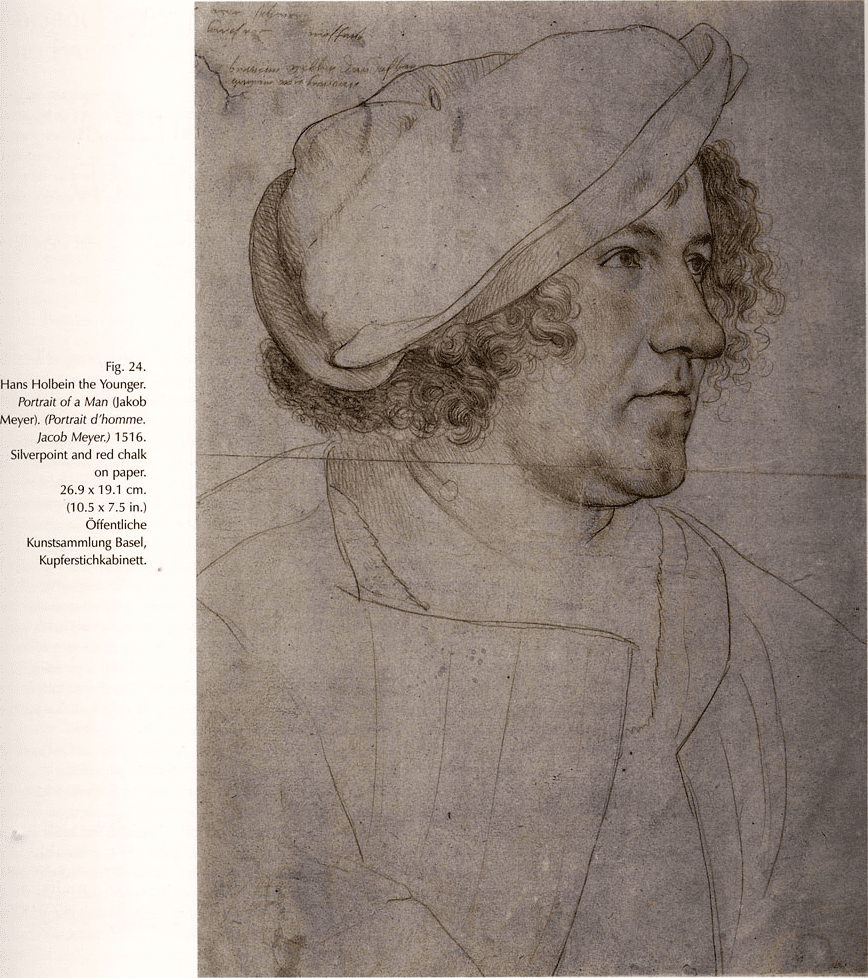 Fig. 24.
Hans Holbein the Younger.
Portrait of a Man (Jakob
Meyer). (Portrait d'homme.
Jacob Meyer.) 1516.
Silverpoint and red chalk
on paper.
26.9 x 19.1 cm.
(10.5 x 7.5 in.)
Öffentliche
Kunstsammlung Basel,
Kupferstichkabinett.